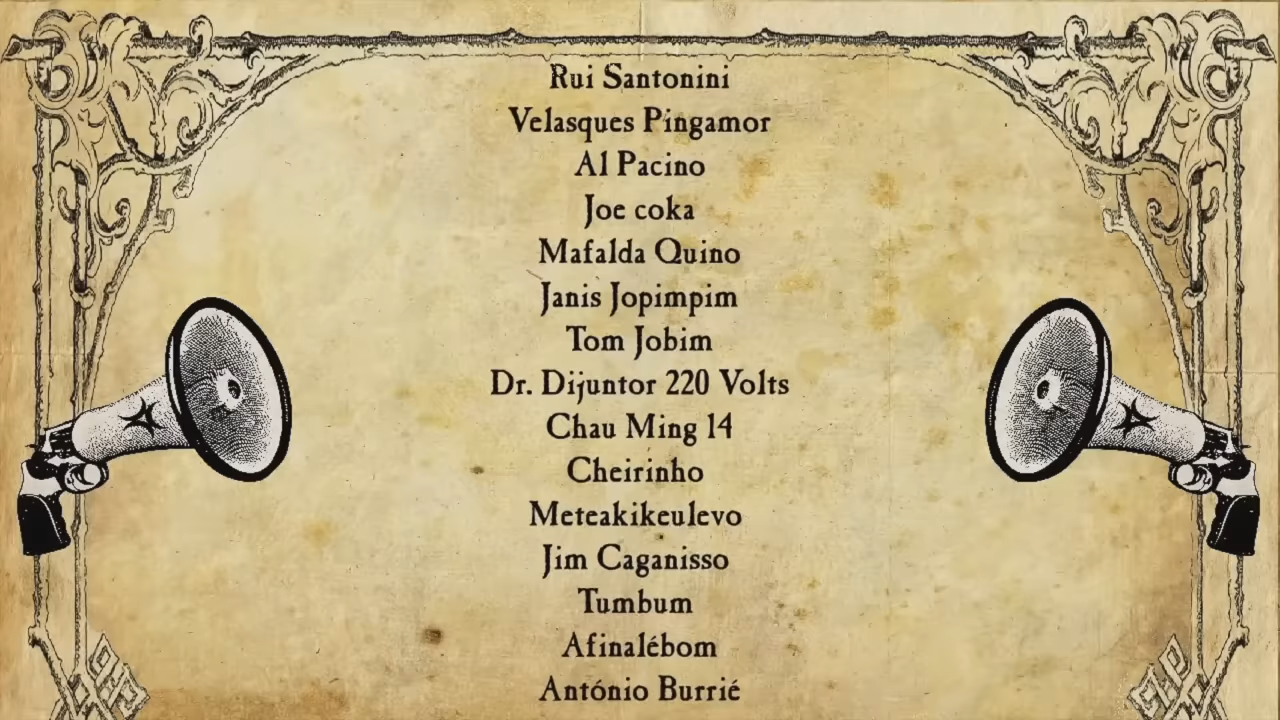 Rui Santonini
Velasques Pingamor
Al Pacino
Joe coka
Mafalda Quino
Janis Jopimpim
Tom Jobim
Dr. Dijuntor 220 Volts
Chau Ming 14
Cheirinho
Meteakikeulevo
Jim Caganisso
Tumbum
Afinalébom
António Burrié